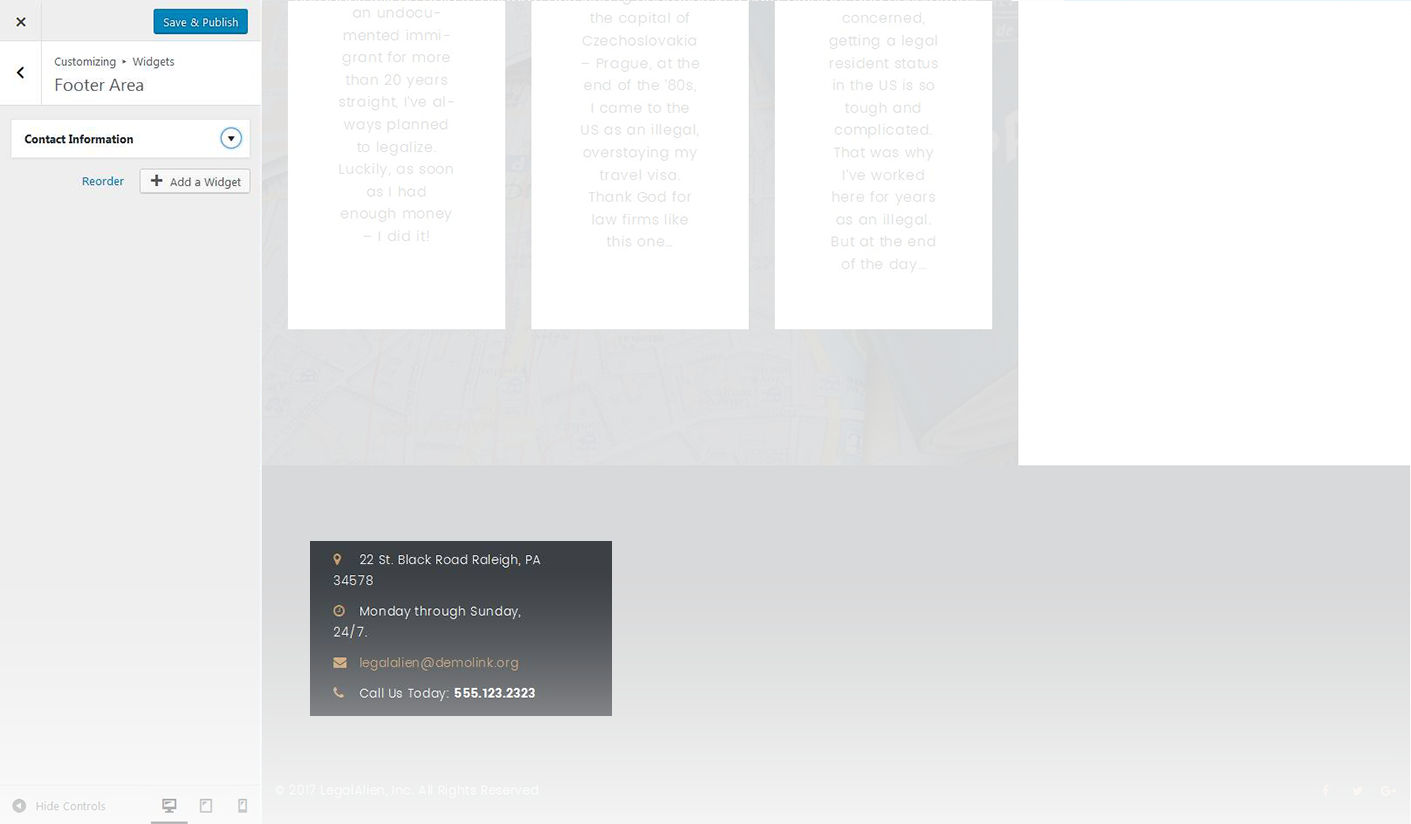 Save & Publish
Customizing ▸ Widgets
Footer Area
Contact Information
Reorder
Add a Widget
Hide Controls
an undocu-
mented immi-
grant for more
than 20 years
straight, I've al-
ways planned
to legalize.
Luckily, as soon
as I had
enough money
– I did it!
the capital of
Czechoslovakia
– Prague, at the
end of the '80s,
I came to the
US as an illegal,
overstaying my
travel visa.
Thank God for
law firms like
this one...
concerned,
getting a legal
resident status
in the US is so
tough and
complicated.
That was why
I've worked
here for years
as an illegal.
But at the end
of the day...
22 St. Black Road Raleigh, PA
34578
Monday through Sunday,
24/7.
legalalien@demolink.org
Call Us Today: 555.123.2323
© 2017 LegalAlien, Inc. All Rights Reserved